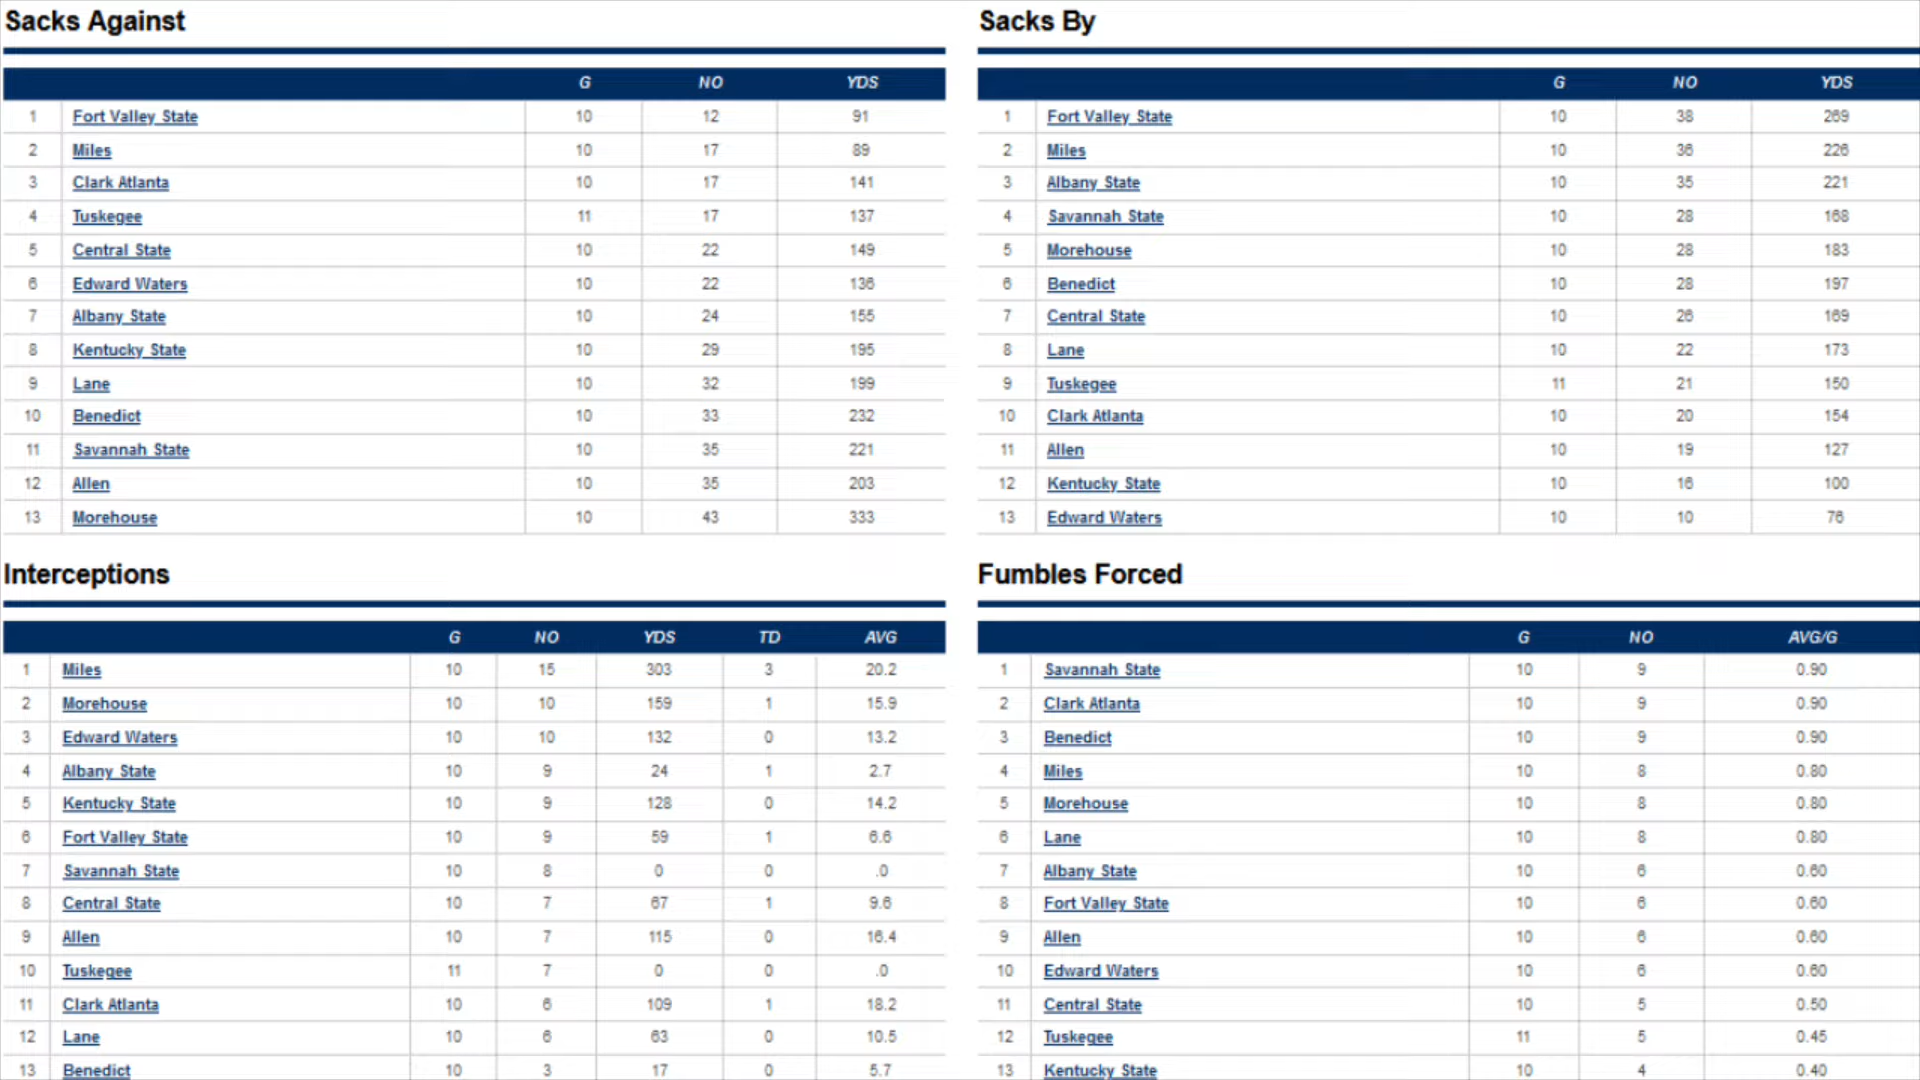 Sacks Against
G NO YDS
1 Fort Valley State 10 12 91
2 Miles 10 17 89
3 Clark Atlanta 10 17 141
4 Tuskegee 11 17 137
5 Central State 10 22 149
6 Edward Waters 10 22 136
7 Albany State 10 24 155
8 Kentucky State 10 29 195
9 Lane 10 32 199
10 Benedict 10 33 232
11 Savannah State 10 35 221
12 Allen 10 35 203
13 Morehouse 10 43 333
Sacks By
G NO YDS
1 Fort Valley State 10 38 269
2 Miles 10 36 226
3 Albany State 10 35 221
4 Savannah State 10 28 168
5 Morehouse 10 28 183
6 Benedict 10 28 197
7 Central State 10 26 169
8 Lane 10 22 173
9 Tuskegee 11 21 150
10 Clark Atlanta 10 20 154
11 Allen 10 19 127
12 Kentucky State 10 16 100
13 Edward Waters 10 10 76
Interceptions
G NO YDS TD AVG
1 Miles 10 15 303 3 20.2
2 Morehouse 10 10 159 1 15.9
3 Edward Waters 10 10 132 0 13.2
4 Albany State 10 9 24 1 2.7
5 Kentucky State 10 9 128 0 14.2
6 Fort Valley State 10 9 59 1 6.6
7 Savannah State 10 8 0 0 .0
8 Central State 10 7 67 1 9.6
9 Allen 10 7 115 0 16.4
10 Tuskegee 11 7 0 0 .0
11 Clark Atlanta 10 6 109 1 18.2
12 Lane 10 6 63 0 10.5
13 Benedict 10 3 17 0 5.7
Fumbles Forced
G NO AVG/G
1 Savannah State 10 9 0.90
2 Clark Atlanta 10 9 0.90
3 Benedict 10 9 0.90
4 Miles 10 8 0.80
5 Morehouse 10 8 0.80
6 Lane 10 8 0.80
7 Albany State 10 6 0.60
8 Fort Valley State 10 6 0.60
9 Allen 10 6 0.60
10 Edward Waters 10 6 0.60
11 Central State 10 5 0.50
12 Tuskegee 11 5 0.45
13 Kentucky State 10 4 0.40